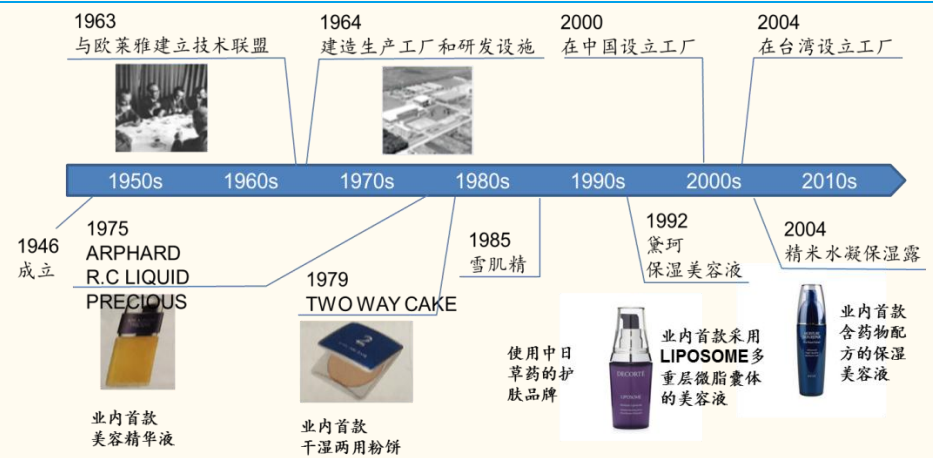 1963
与欧莱雅建立技术联盟
1964
建造生产工厂和研发设施
2000
在中国设立工厂
2004
在台湾设立工厂
1950s
1960s
1970s
1980s
1990s
2000s
2010s
1946
成立
1975
ARPHARD
R.C LIQUID
PRECIOUS
业内首款
美容精华液
1979
TWO WAY CAKE
2
业内首款
干湿两用粉饼
1985
雪肌精
使用中日
草药的护
肤品牌
1992
黛珂
保湿美容液
DECORTÉ
LIPOSOME
业内首款采用
LIPOSOME多
重层微脂囊体
的美容液
2004
精米水凝保湿露
业内首款
含药物配
方的保湿
美容液